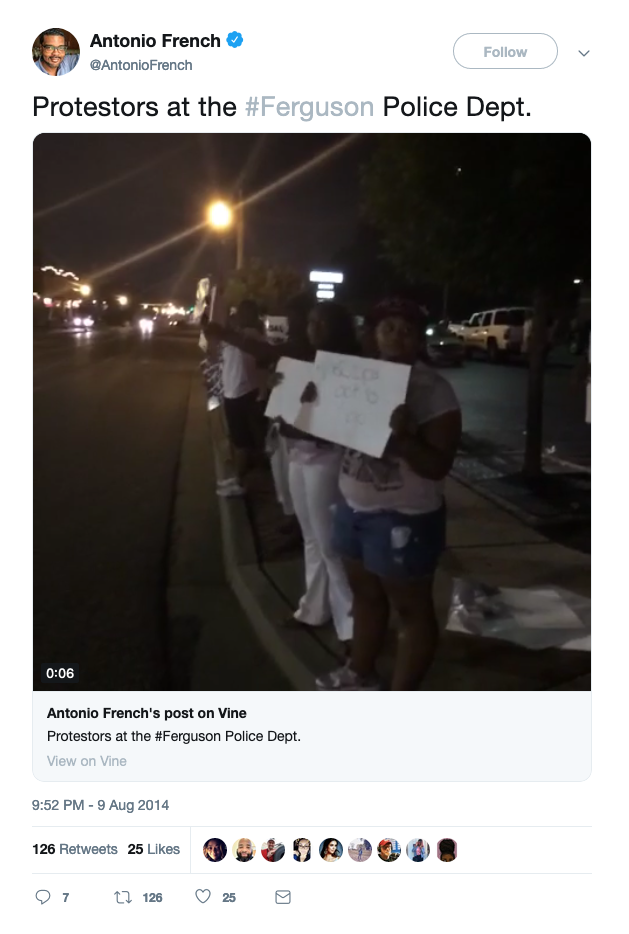 Antonio French
@AntonioFrench
Follow
Protestors at the #Ferguson Police Dept.
0:06
Antonio French's post on Vine
Protestors at the #Ferguson Police Dept.
View on Vine
9:52 PM - 9 Aug 2014
126 Retweets 25 Likes
7 126 25